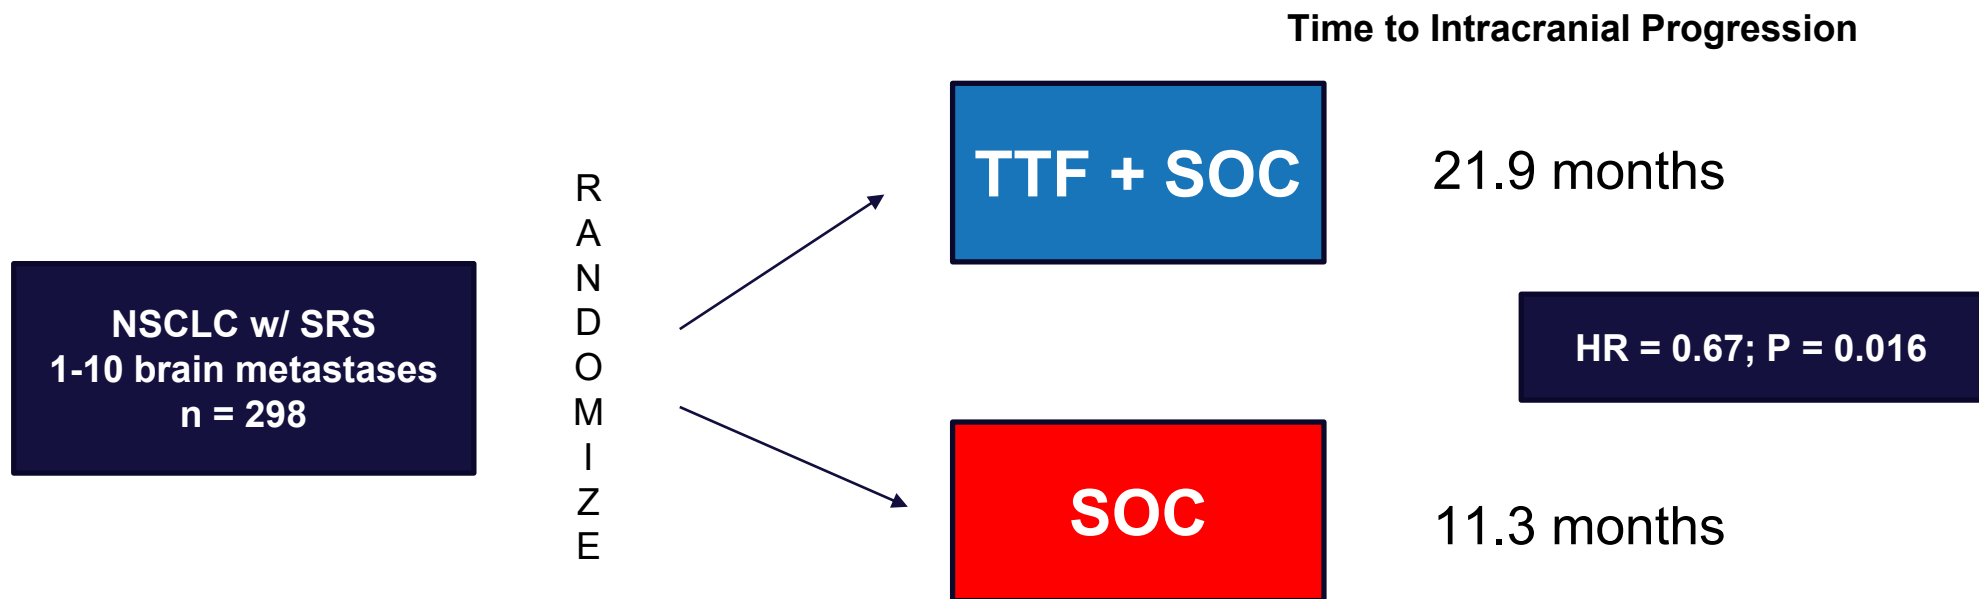 Time to Intracranial Progression
NSCLC w/ SRS
1-10 brain metastases
n = 298
R
A
N
D
O
M
I
Z
E
TTF + SOC
21.9 months
HR = 0.67; P = 0.016
SOC
11.3 months